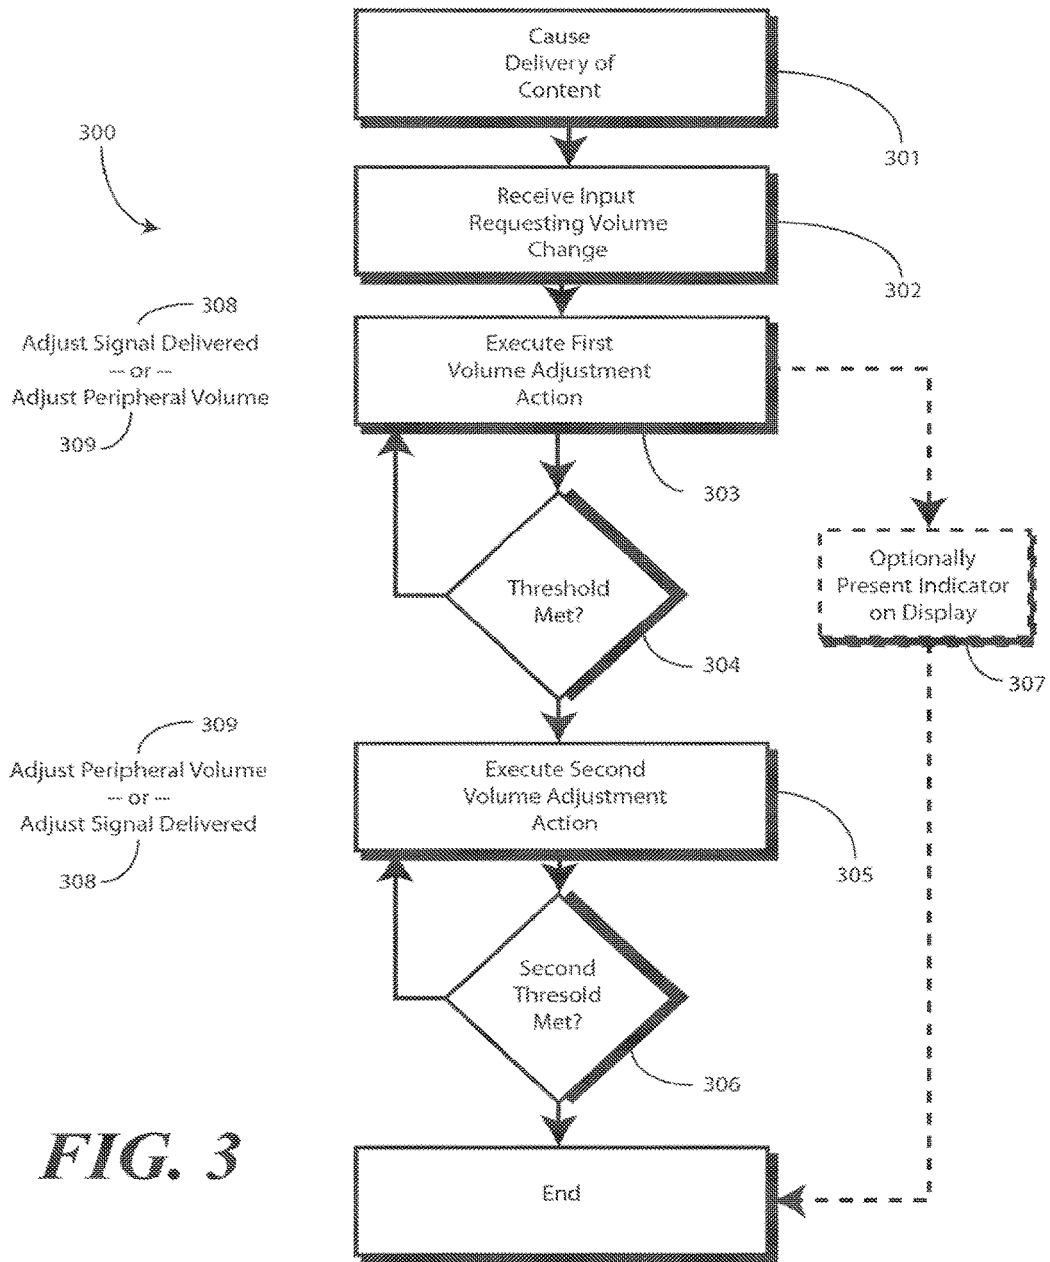 Cause
Delivery of
Content
301
300
Receive Input
Requesting Volume
Change
302
308
Adjust Signal Delivered
-- or --
Adjust Peripheral Volume
309
Execute First
Volume Adjustment
Action
303
Threshold
Met?
304
Optionally
Present Indicator
on Display
307
309
Adjust Peripheral Volume
-- or --
Adjust Signal Delivered
308
Execute Second
Volume Adjustment
Action
305
Second
Thresold
Met?
306
End
FIG. 3